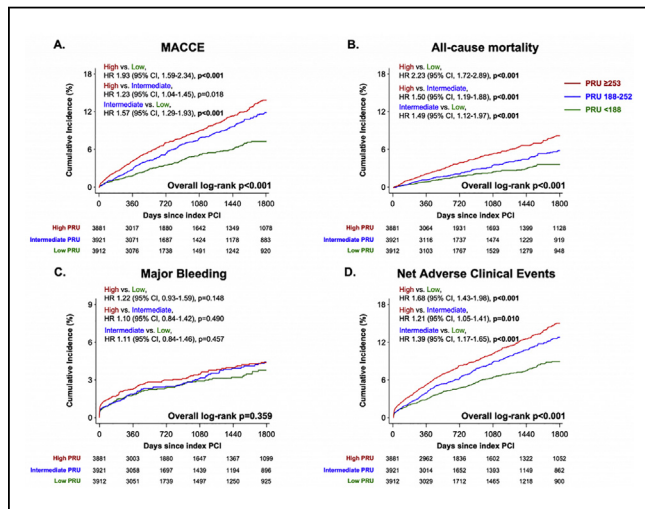 A.
MACCE
High vs. Low,
HR 1.93 (95% CI, 1.59-2.34), p<0.001
High vs. Intermediate,
HR 1.23 (95% CI, 1.04-1.45), p=0.018
Intermediate vs. Low,
HR 1.57 (95% CI, 1.29-1.93), p<0.001
Cumulative Incidence (%)
18
12
6
0
Overall log-rank p<0.001
0 360 720 1080 1440 1800
Days since index PCI
High PRU 3881 3017 1880 1642 1349 1078
Intermediate PRU 3921 3071 1687 1424 1178 883
Low PRU 3912 3076 1738 1491 1242 920
B.
All-cause mortality
High vs. Low,
HR 2.23 (95% CI, 1.72-2.89), p<0.001
High vs. Intermediate,
HR 1.50 (95% CI, 1.19-1.88), p<0.001
Intermediate vs. Low,
HR 1.49 (95% CI, 1.12-1.97), p<0.001
PRU ≥253
PRU 188-252
PRU <188
Cumulative Incidence (%)
18
12
6
0
Overall log-rank p<0.001
0 360 720 1080 1440 1800
Days since index PCI
3881 3064 1931 1693 1399 1128
3921 3116 1737 1474 1229 919
3912 3103 1767 1529 1279 948
C.
Major Bleeding
High vs. Low,
HR 1.22 (95% CI, 0.93-1.59), p=0.148
High vs. Intermediate,
HR 1.10 (95% CI, 0.84-1.42), p=0.490
Intermediate vs. Low,
HR 1.11 (95% CI, 0.84-1.46), p=0.457
Cumulative Incidence (%)
9
6
3
0
Overall log-rank p=0.359
0 360 720 1080 1440 1800
Days since index PCI
High PRU 3881 3003 1880 1647 1367 1099
Intermediate PRU 3921 3058 1697 1439 1194 896
Low PRU 3912 3051 1739 1497 1250 925
D.
Net Adverse Clinical Events
High vs. Low,
HR 1.68 (95% CI, 1.43-1.98), p<0.001
High vs. Intermediate,
HR 1.21 (95% CI, 1.05-1.41), p=0.010
Intermediate vs. Low,
HR 1.39 (95% CI, 1.17-1.65), p<0.001
Cumulative Incidence (%)
18
12
6
0
Overall log-rank p<0.001
0 360 720 1080 1440 1800
Days since index PCI
High PRU 3881 2962 1836 1602 1322 1052
Intermediate PRU 3921 3014 1652 1393 1149 862
Low PRU 3912 3029 1712 1465 1218 900